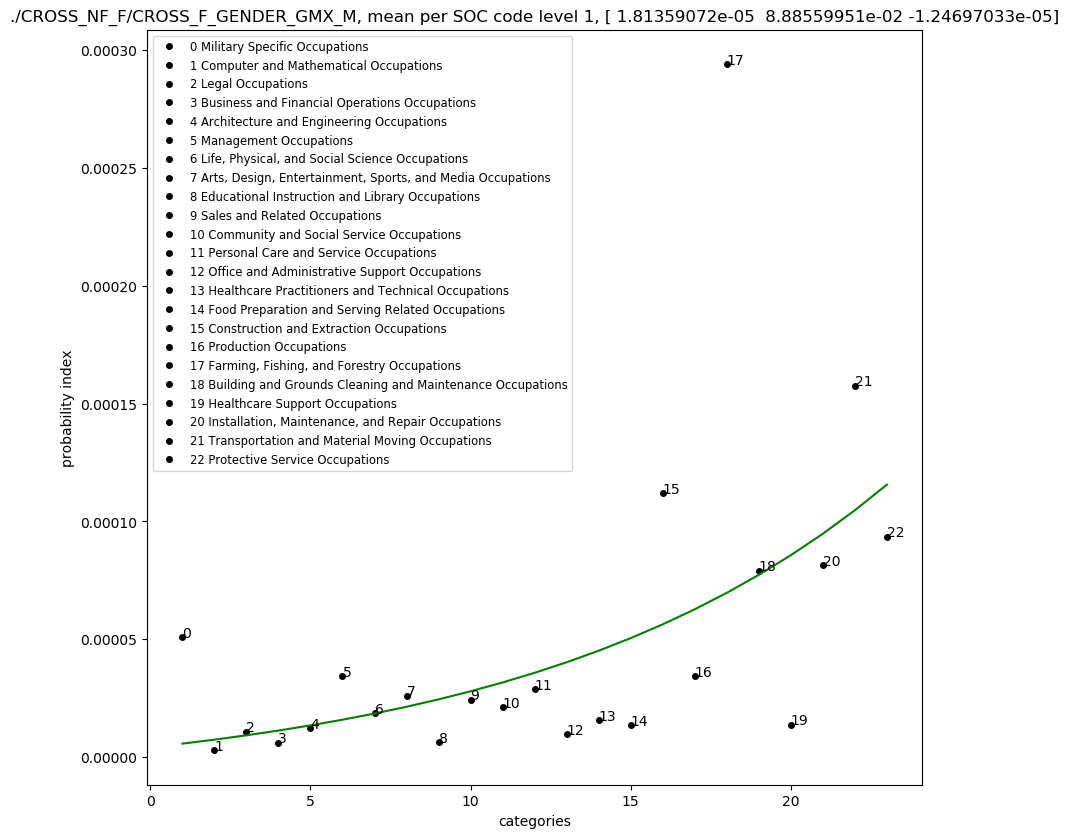 ./CROSS_NF_F/CROSS_F_GENDER_GMX_M, mean per SOC code level 1, [ 1.81359072e-05  8.88559951e-02 -1.24697033e-05]
0.00030
0.00025
0.00020
0.00015
0.00010
0.00005
0.00000
probability index
0 Military Specific Occupations
1 Computer and Mathematical Occupations
2 Legal Occupations
3 Business and Financial Operations Occupations
4 Architecture and Engineering Occupations
5 Management Occupations
6 Life, Physical, and Social Science Occupations
7 Arts, Design, Entertainment, Sports, and Media Occupations
8 Educational Instruction and Library Occupations
9 Sales and Related Occupations
10 Community and Social Service Occupations
11 Personal Care and Service Occupations
12 Office and Administrative Support Occupations
13 Healthcare Practitioners and Technical Occupations
14 Food Preparation and Serving Related Occupations
15 Construction and Extraction Occupations
16 Production Occupations
17 Farming, Fishing, and Forestry Occupations
18 Building and Grounds Cleaning and Maintenance Occupations
19 Healthcare Support Occupations
20 Installation, Maintenance, and Repair Occupations
21 Transportation and Material Moving Occupations
22 Protective Service Occupations
0
1
2
3
4
5
6
7
8
9
10
11
12
13
14
15
16
17
18
19
20
21
22
0
5
10
15
20
categories